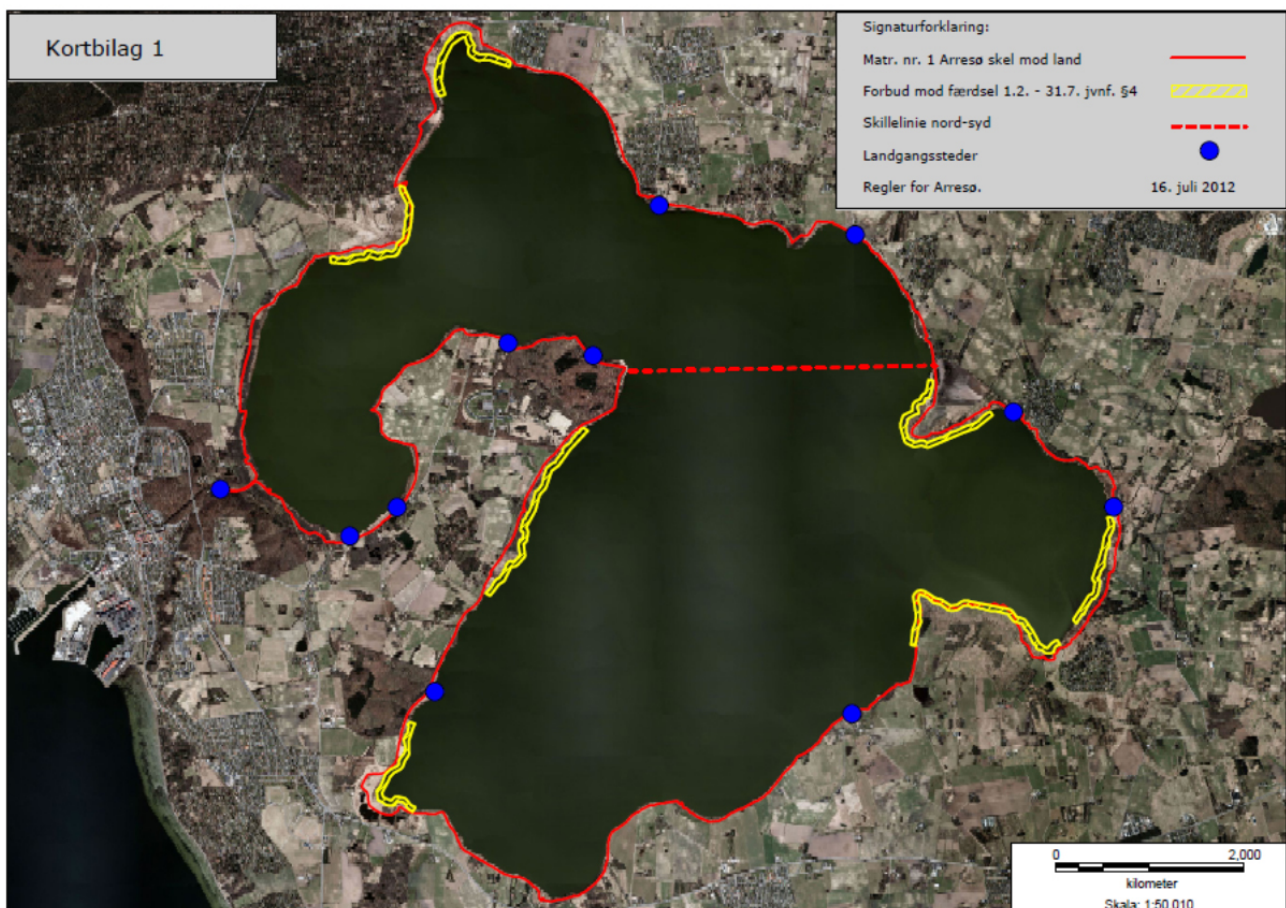 Kortbilag 1
Signaturforklaring:
Matr. nr. 1 Arresø skel mod land
Forbud mod færdsel 1.2. - 31.7. jvnf. §4
Skillelinie nord-syd
Landgangssteder
Regler for Arresø. 16. juli 2012
0 2,000
kilometer
Skala: 1:50.010